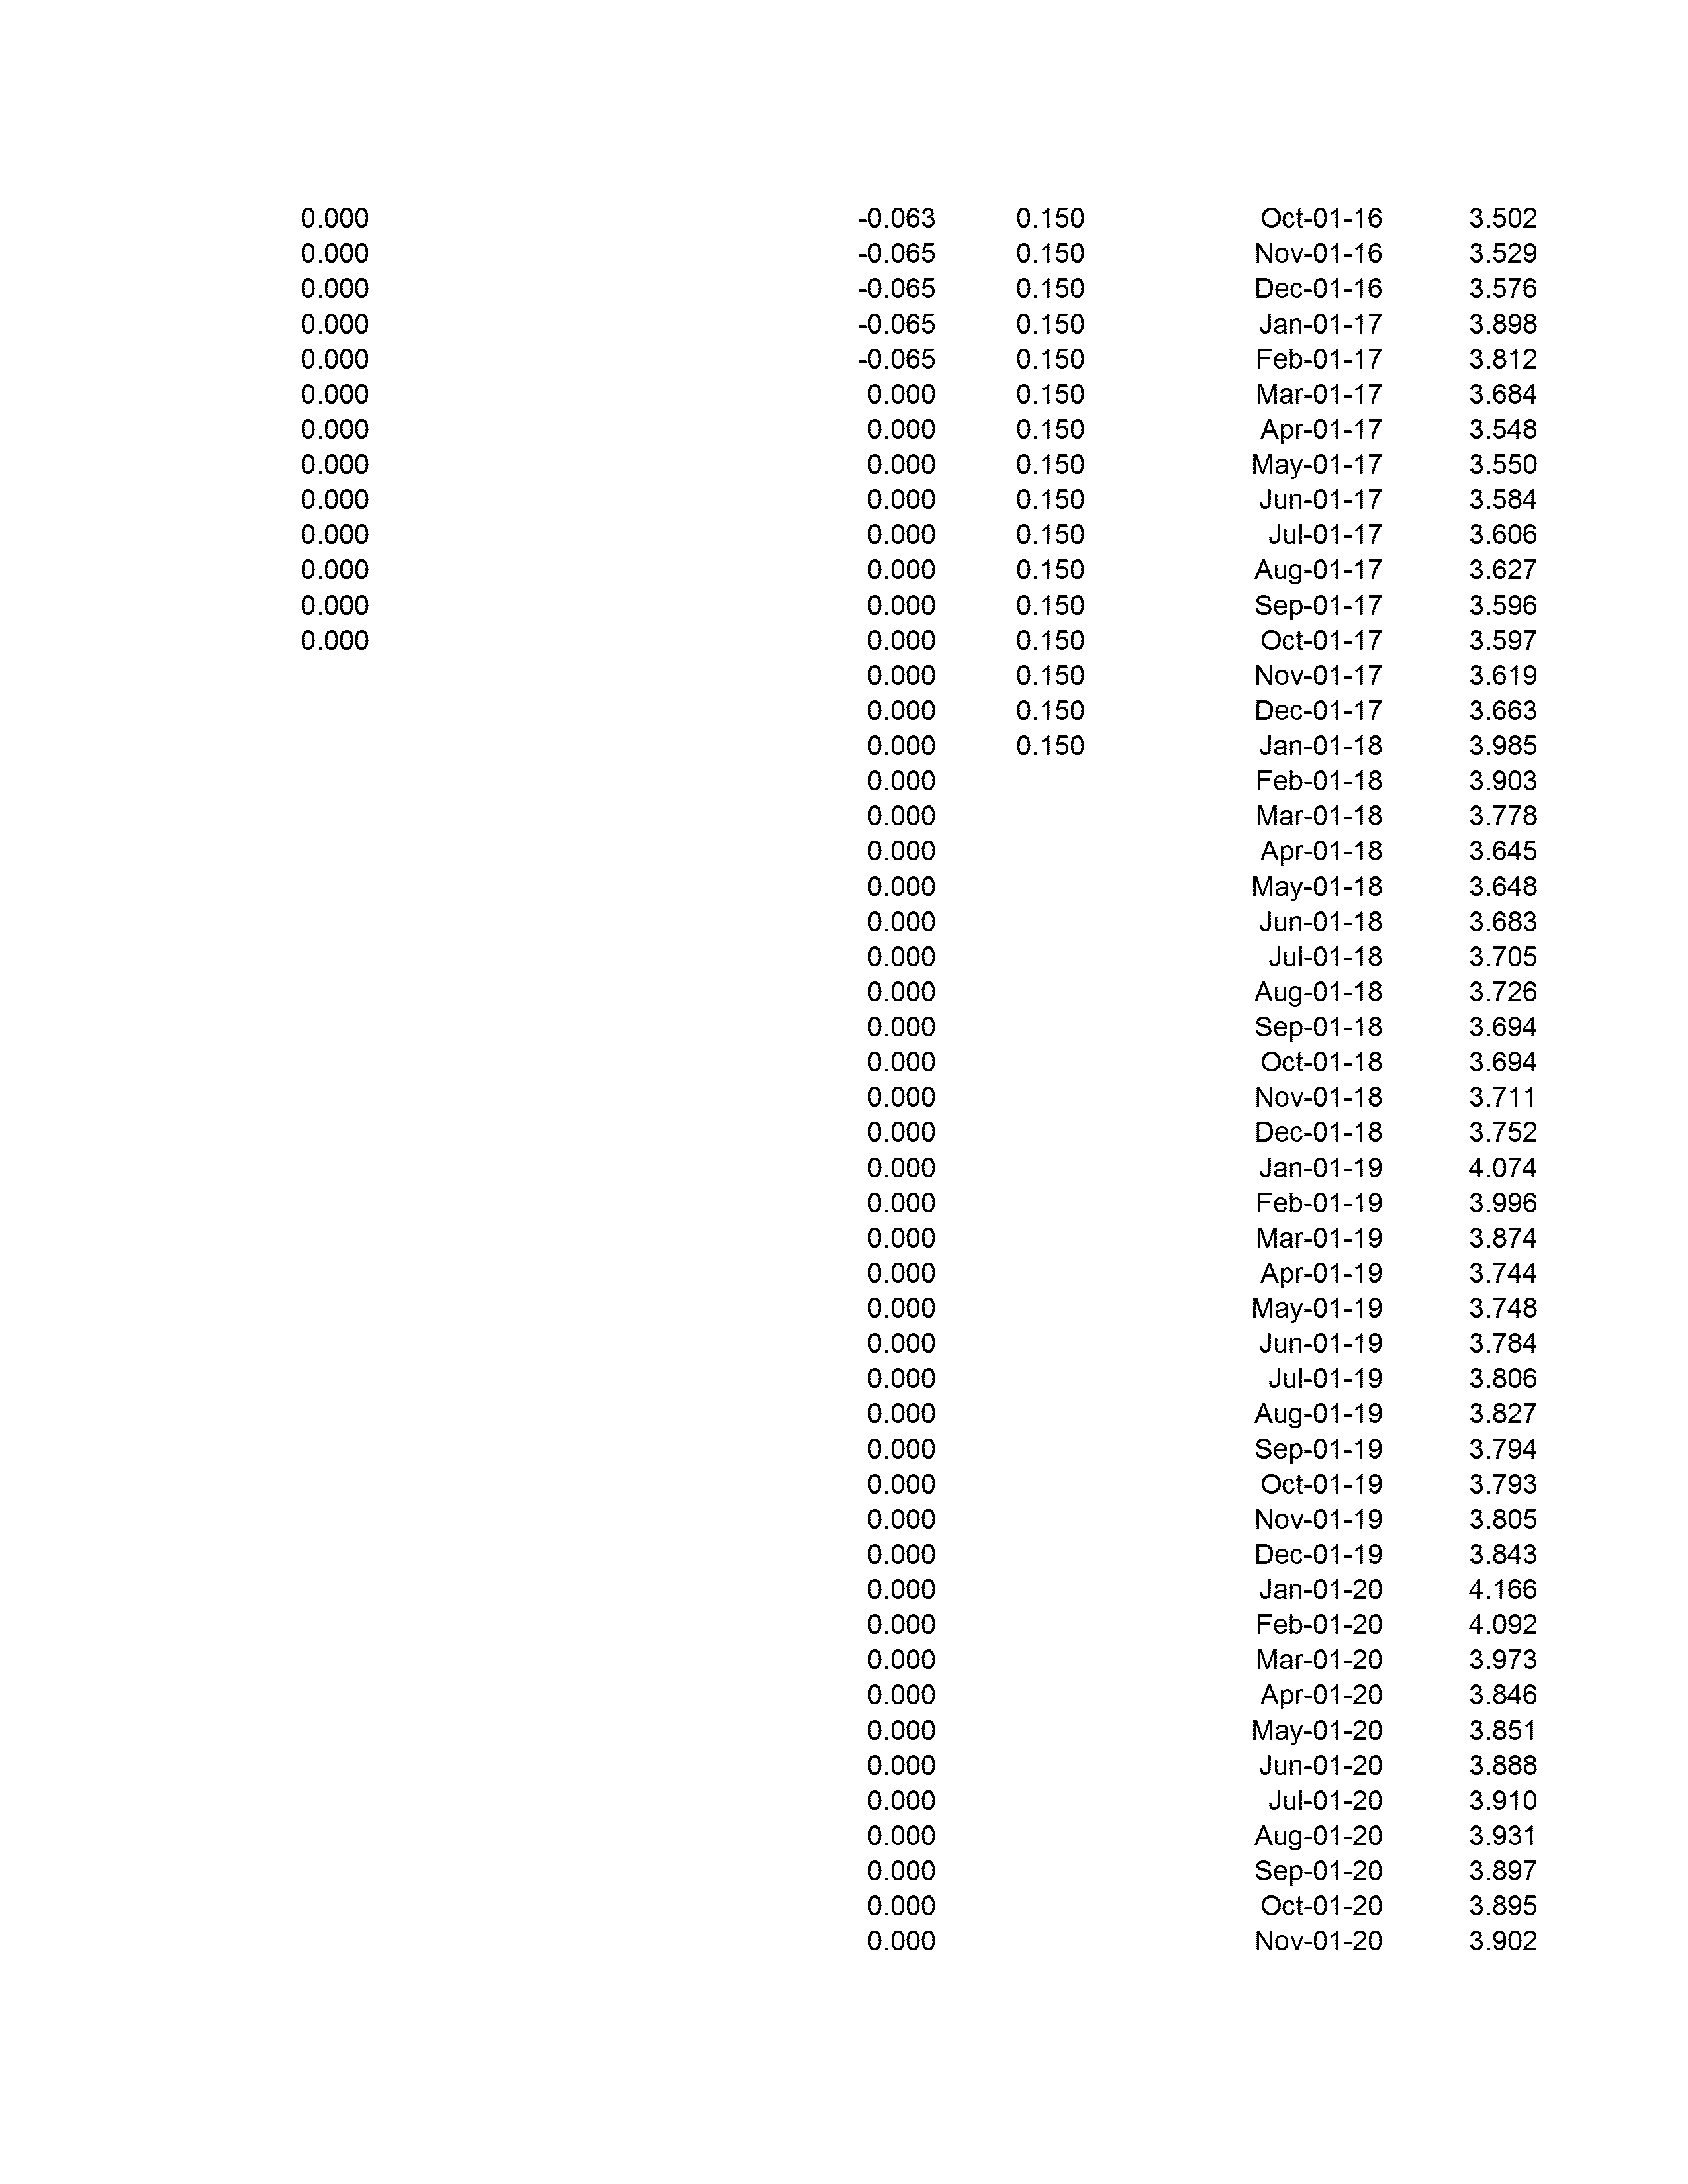 0.000 -0.063 0.150 Oct-01-16 3.502
0.000 -0.065 0.150 Nov-01-16 3.529
0.000 -0.065 0.150 Dec-01-16 3.576
0.000 -0.065 0.150 Jan-01-17 3.898
0.000 -0.065 0.150 Feb-01-17 3.812
0.000 0.000 0.150 Mar-01-17 3.684
0.000 0.000 0.150 Apr-01-17 3.548
0.000 0.000 0.150 May-01-17 3.550
0.000 0.000 0.150 Jun-01-17 3.584
0.000 0.000 0.150 Jul-01-17 3.606
0.000 0.000 0.150 Aug-01-17 3.627
0.000 0.000 0.150 Sep-01-17 3.596
0.000 0.000 0.150 Oct-01-17 3.597
0.000 0.150 Nov-01-17 3.619
0.000 0.150 Dec-01-17 3.663
0.000 0.150 Jan-01-18 3.985
0.000 Feb-01-18 3.903
0.000 Mar-01-18 3.778
0.000 Apr-01-18 3.645
0.000 May-01-18 3.648
0.000 Jun-01-18 3.683
0.000 Jul-01-18 3.705
0.000 Aug-01-18 3.726
0.000 Sep-01-18 3.694
0.000 Oct-01-18 3.694
0.000 Nov-01-18 3.711
0.000 Dec-01-18 3.752
0.000 Jan-01-19 4.074
0.000 Feb-01-19 3.996
0.000 Mar-01-19 3.874
0.000 Apr-01-19 3.744
0.000 May-01-19 3.748
0.000 Jun-01-19 3.784
0.000 Jul-01-19 3.806
0.000 Aug-01-19 3.827
0.000 Sep-01-19 3.794
0.000 Oct-01-19 3.793
0.000 Nov-01-19 3.805
0.000 Dec-01-19 3.843
0.000 Jan-01-20 4.166
0.000 Feb-01-20 4.092
0.000 Mar-01-20 3.973
0.000 Apr-01-20 3.846
0.000 May-01-20 3.851
0.000 Jun-01-20 3.888
0.000 Jul-01-20 3.910
0.000 Aug-01-20 3.931
0.000 Sep-01-20 3.897
0.000 Oct-01-20 3.895
0.000 Nov-01-20 3.902